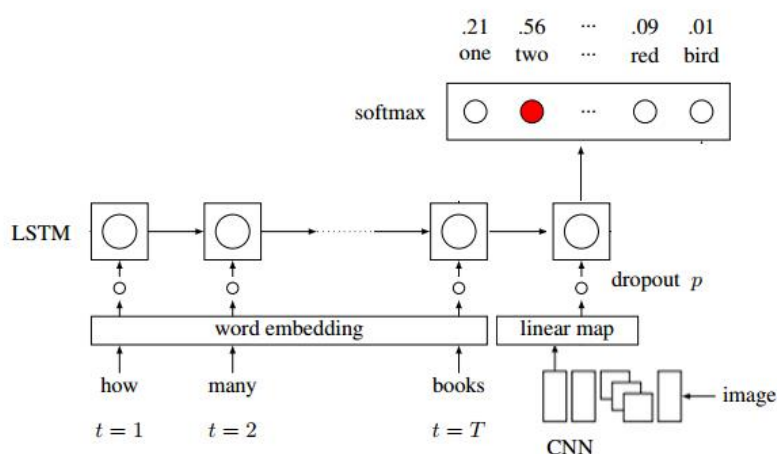 .21 .56 ... .09 .01
one two ... red bird
softmax ...
LSTM
dropout p
word embedding linear map
how many books image
t = 1 t = 2 t = T
CNN